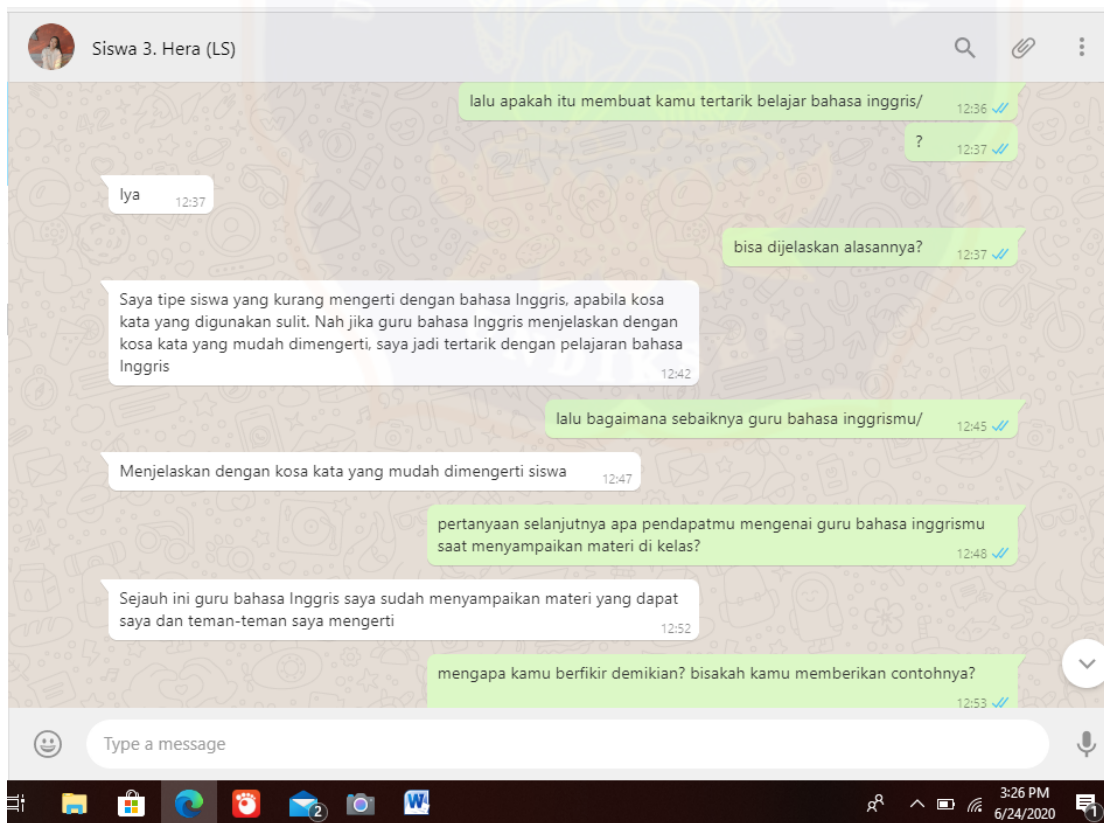 Siswa 3. Hera (LS)
lalu apakah itu membuat kamu tertarik belajar bahasa inggris/
12:36
?
12:37
Iya
12:37
bisa dijelaskan alasannya?
12:37
Saya tipe siswa yang kurang mengerti dengan bahasa Inggris, apabila kosa
kata yang digunakan sulit. Nah jika guru bahasa Inggris menjelaskan dengan
kosa kata yang mudah dimengerti, saya jadi tertarik dengan pelajaran bahasa
Inggris
12:42
lalu bagaimana sebaiknya guru bahasa inggrismu/
12:45
Menjelaskan dengan kosa kata yang mudah dimengerti siswa
12:47
pertanyaan selanjutnya apa pendapatmu mengenai guru bahasa inggrismu
saat menyampaikan materi di kelas?
12:48
Sejauh ini guru bahasa Inggris saya sudah menyampaikan materi yang dapat
saya dan teman-teman saya mengerti
12:52
mengapa kamu berfikir demikian? bisakah kamu memberikan contohnya?
12:53
Type a message
2
W
3:26 PM
6/24/2020
1